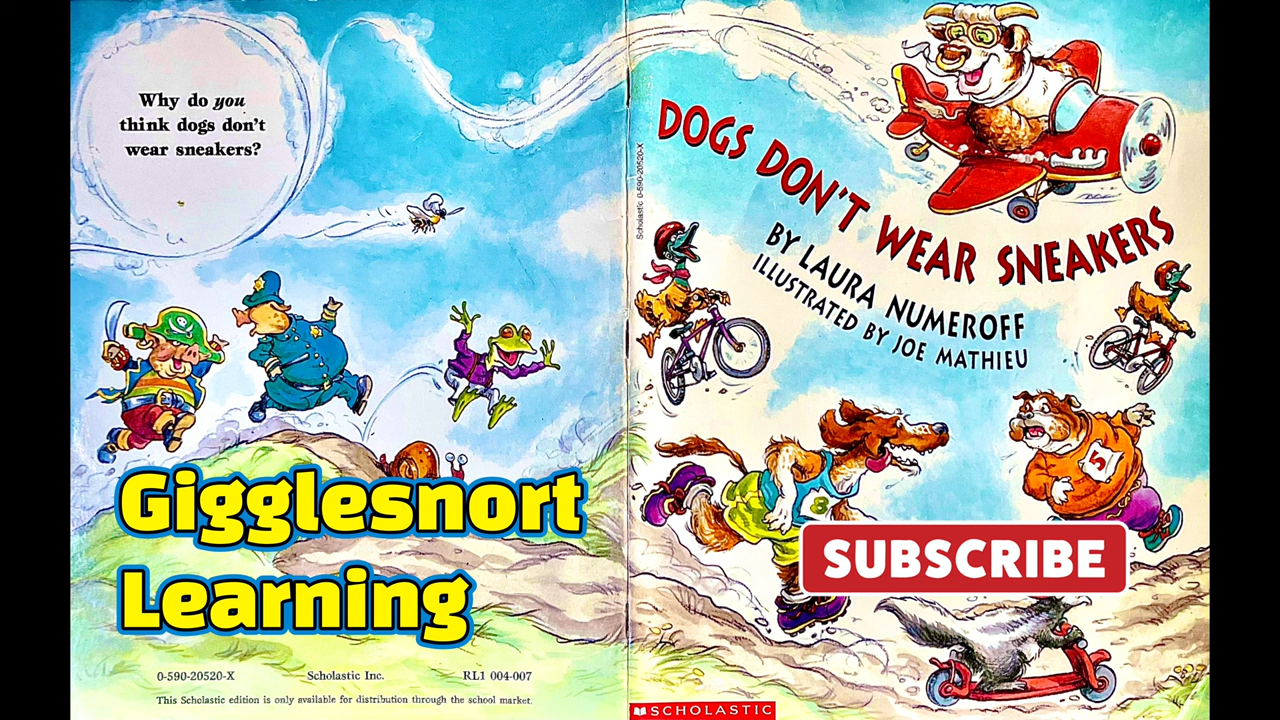 Why do you
think dogs don't
wear sneakers?
Gigglesnort
Learning
0-590-20520-X Scholastic Inc. RL1 004-007
This Scholastic edition is only available for distribution through the school market.
Scholastic 0-590-20520-X
DOGS DON'T WEAR SNEAKERS
BY LAURA NUMEROFF
ILLUSTRATED BY JOE MATHIEU
8
5
SUBSCRIBE
SCHOLASTIC